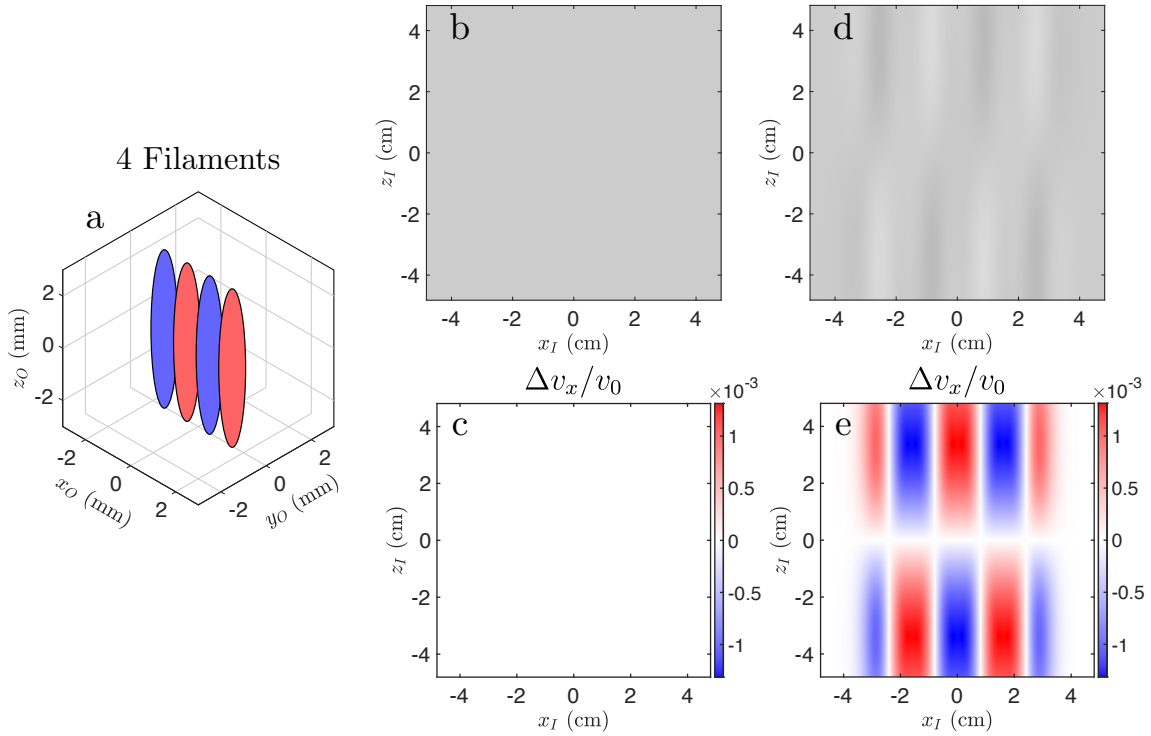 4 Filaments
a
z_O (mm)
2
0
-2
-2
0
2
x_O (mm)
-2
0
2
y_O (mm)
b
4
2
0
-2
-4
z_I (cm)
-4 -2 0 2 4
x_I (cm)
d
4
2
0
-2
-4
z_I (cm)
-4 -2 0 2 4
x_I (cm)
Δv_x/v_0
×10^-3
c
4
2
0
-2
-4
z_I (cm)
-4 -2 0 2 4
x_I (cm)
1
0.5
0
-0.5
-1
Δv_x/v_0
×10^-3
e
4
2
0
-2
-4
z_I (cm)
-4 -2 0 2 4
x_I (cm)
1
0.5
0
-0.5
-1